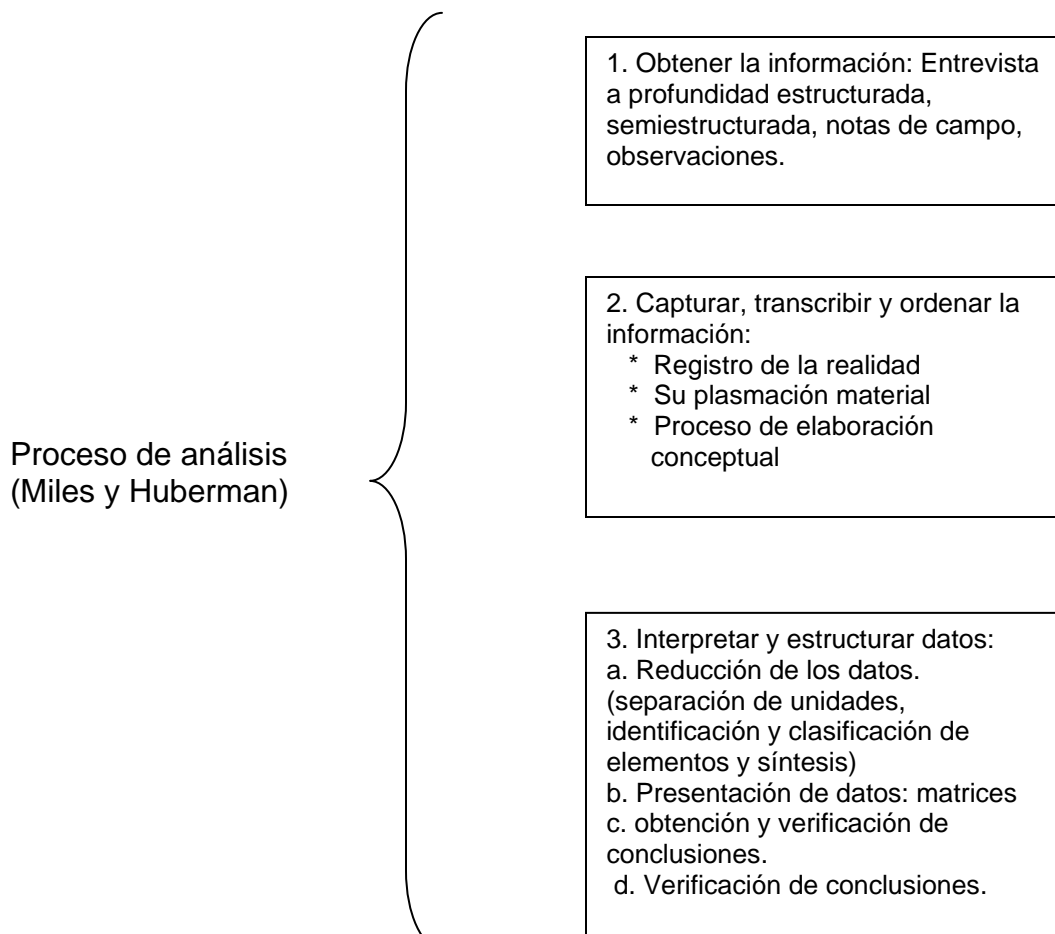 Proceso de análisis
(Miles y Huberman)
1. Obtener la información: Entrevista
a profundidad estructurada,
semiestructurada, notas de campo,
observaciones.
2. Capturar, transcribir y ordenar la
información:
* Registro de la realidad
* Su plasmación material
* Proceso de elaboración
conceptual
3. Interpretar y estructurar datos:
a. Reducción de los datos.
(separación de unidades,
identificación y clasificación de
elementos y síntesis)
b. Presentación de datos: matrices
c. obtención y verificación de
conclusiones.
d. Verificación de conclusiones.